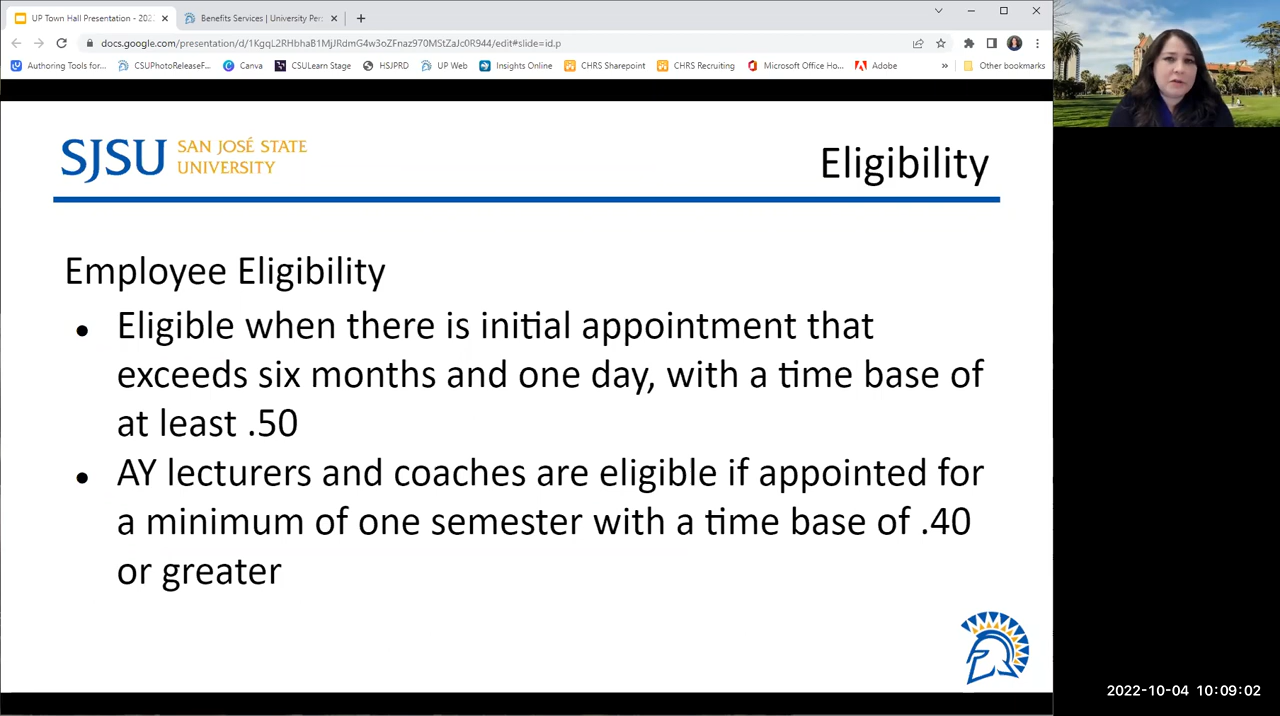 UP Town Hall Presentation - 202
Benefits Services | University Per
docs.google.com/presentation/d/1KgqL2RHbhaB1MjJRdmG4w3oZFnaz970MStZaJc0R944/edit#slide=id.p
Authoring Tools for...
CSUPhotoReleaseF...
Canva
CSULearn Stage
HSJPRD
UP Web
Insights Online
CHRS Sharepoint
CHRS Recruiting
Microsoft Office Ho...
Adobe
»
Other bookmarks
SJSU SAN JOSÉ STATE
UNIVERSITY
Eligibility
Employee Eligibility
● Eligible when there is initial appointment that
exceeds six months and one day, with a time base of
at least .50
● AY lecturers and coaches are eligible if appointed for
a minimum of one semester with a time base of .40
or greater
2022-10-04 10:09:02